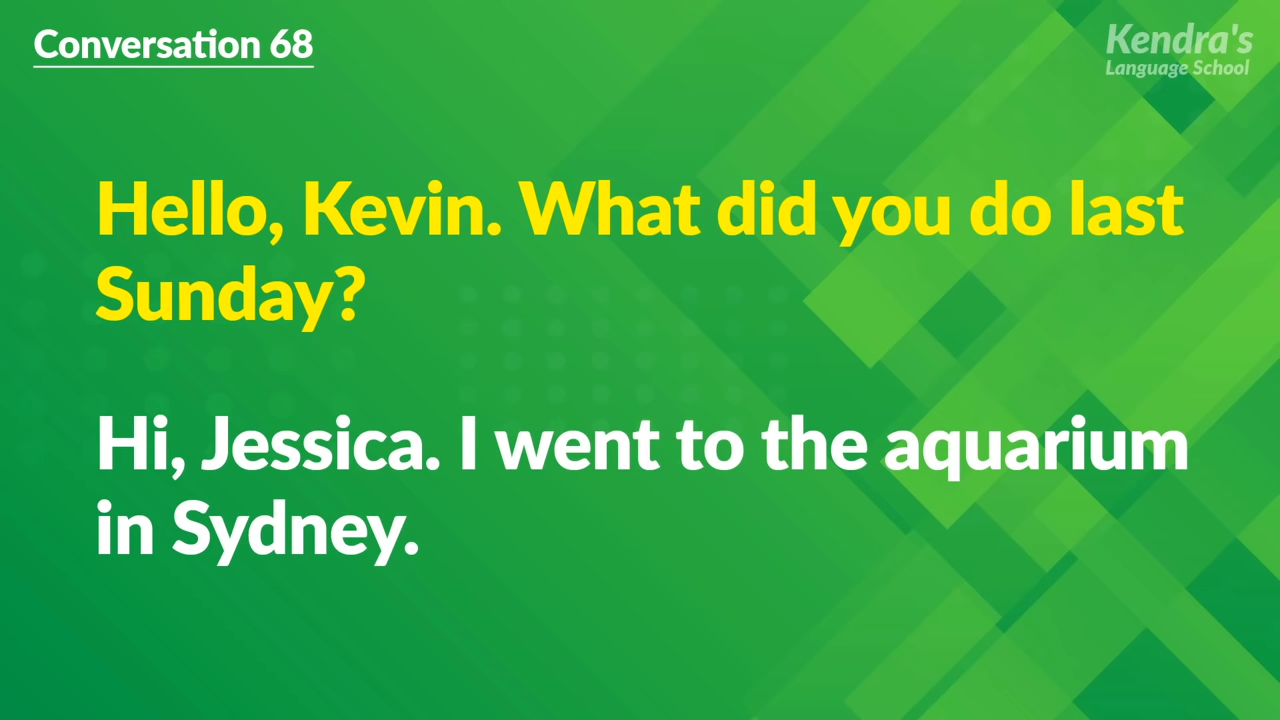 Conversation 68
Kendra's
Language School
Hello, Kevin. What did you do last
Sunday?
Hi, Jessica. I went to the aquarium
in Sydney.